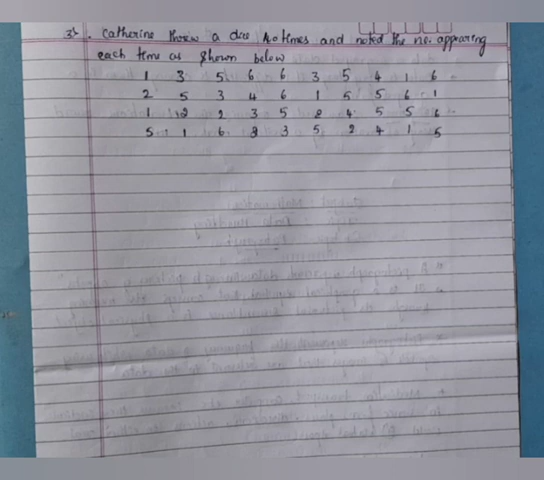 3). Catherine threw a dice 40 times and noted the no. appearing
each time as shown below
1 3 5 6 6 3 5 4 1 6
2 5 3 4 6 1 5 5 6 1
1 2 2 3 5 2 4 5 5 6
5 1 6 3 5 2 4 1 5